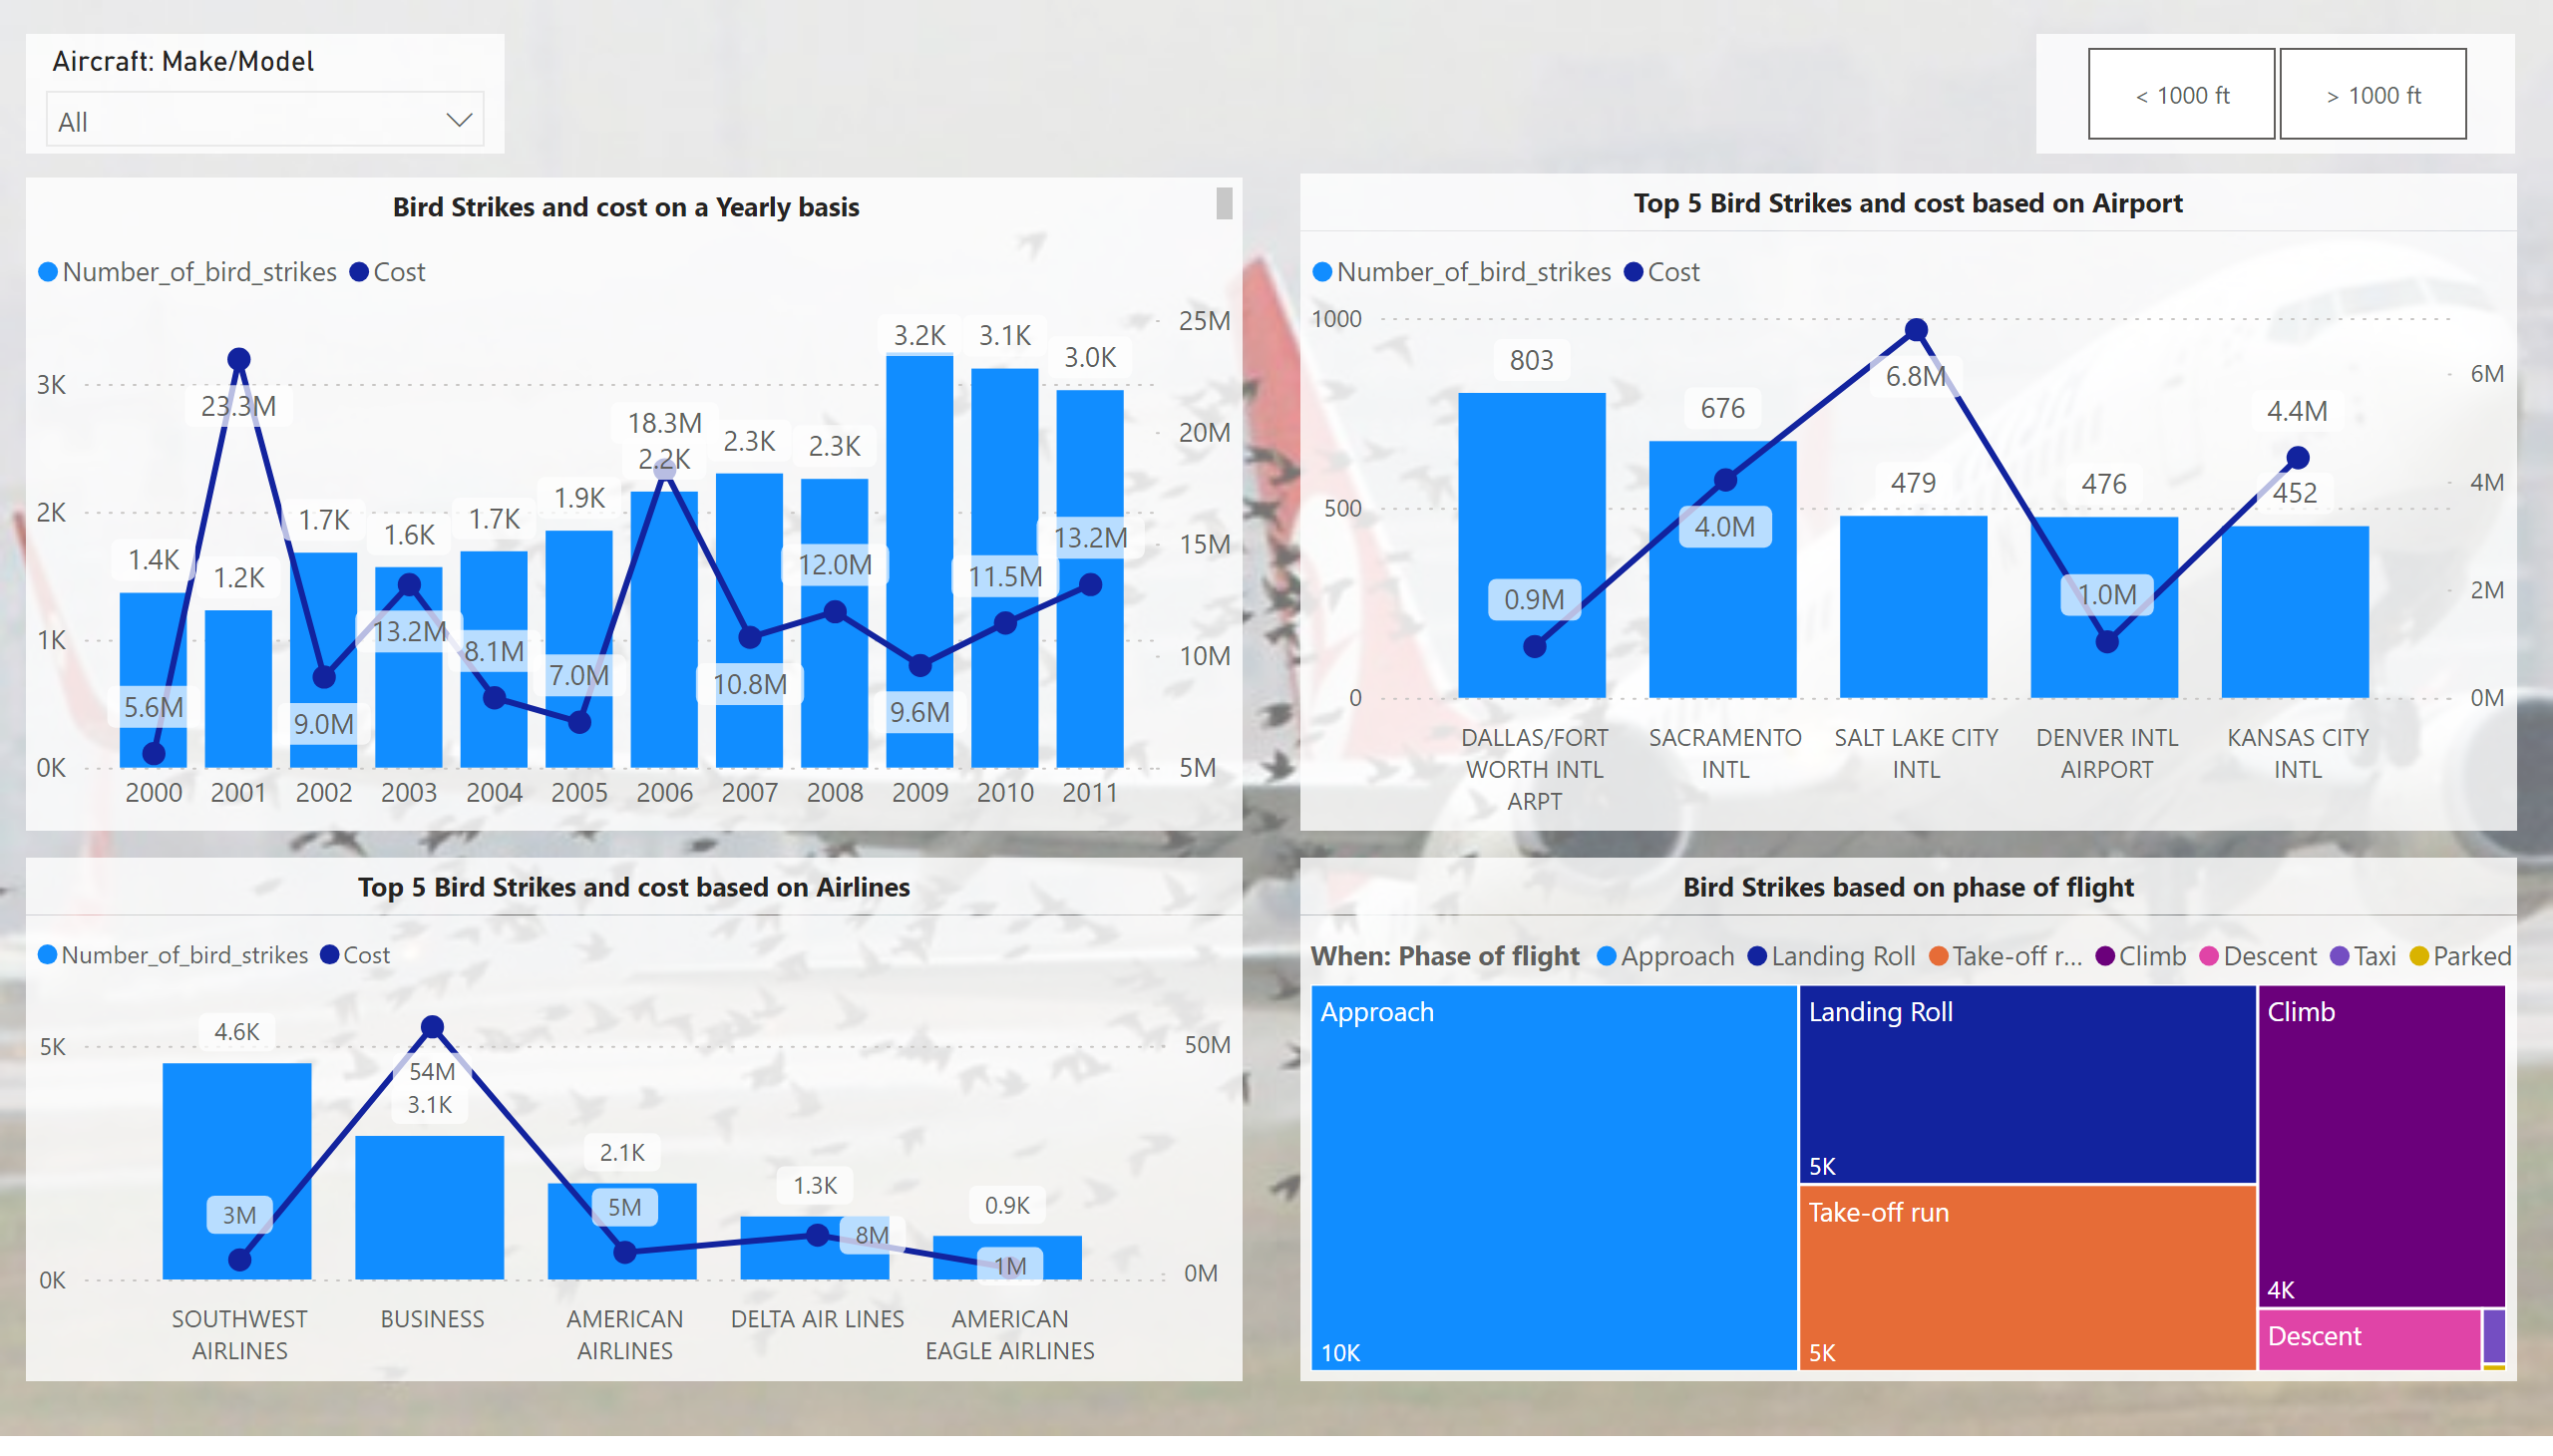 Aircraft: Make/Model
All
< 1000 ft
> 1000 ft
Bird Strikes and cost on a Yearly basis
Number_of_bird_strikes Cost
25M
3.2K 3.1K
3.0K
3K
23.3M
18.3M
20M
2.3K 2.3K
2.2K
1.9K
2K
1.7K 1.7K
1.6K
13.2M
15M
1.4K
1.2K
12.0M
11.5M
1K
13.2M
8.1M
10M
7.0M
10.8M
5.6M
9.0M
9.6M
0K
5M
2000 2001 2002 2003 2004 2005 2006 2007 2008 2009 2010 2011
Top 5 Bird Strikes and cost based on Airport
Number_of_bird_strikes Cost
1000
803
6.8M
6M
676
4.4M
479
476
452
4M
500
4.0M
0.9M
1.0M
2M
0
0M
DALLAS/FORT WORTH INTL ARPT
SACRAMENTO INTL
SALT LAKE CITY INTL
DENVER INTL AIRPORT
KANSAS CITY INTL
Top 5 Bird Strikes and cost based on Airlines
Number_of_bird_strikes Cost
4.6K
5K
50M
54M
3.1K
2.1K
1.3K
0.9K
3M
5M
8M
1M
0K
0M
SOUTHWEST AIRLINES
BUSINESS
AMERICAN AIRLINES
DELTA AIR LINES
AMERICAN EAGLE AIRLINES
Bird Strikes based on phase of flight
When: Phase of flight Approach Landing Roll Take-off r... Climb Descent Taxi Parked
Approach
10K
Landing Roll
5K
Take-off run
5K
Climb
4K
Descent